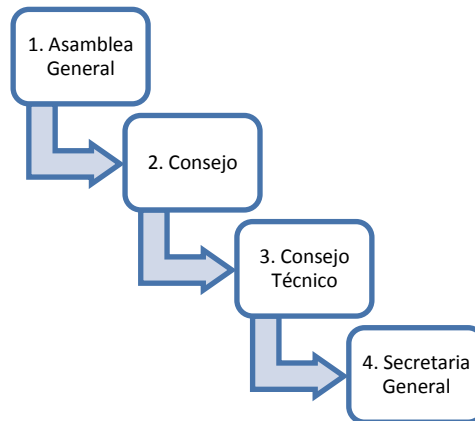 1. Asamblea
General
2. Consejo
3. Consejo
Técnico
4. Secretaria
General